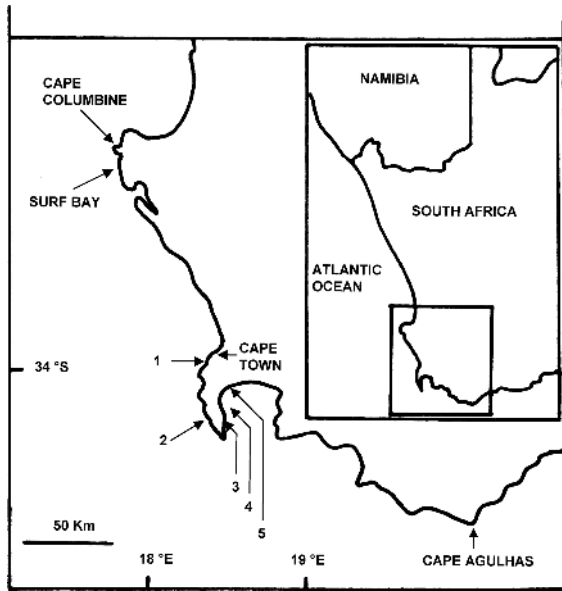 CAPE
COLUMBINE
SURF BAY
NAMIBIA
SOUTH AFRICA
ATLANTIC
OCEAN
1
CAPE
TOWN
34 °S
2
3
4
5
50 Km
18 °E
19 °E
CAPE AGULHAS